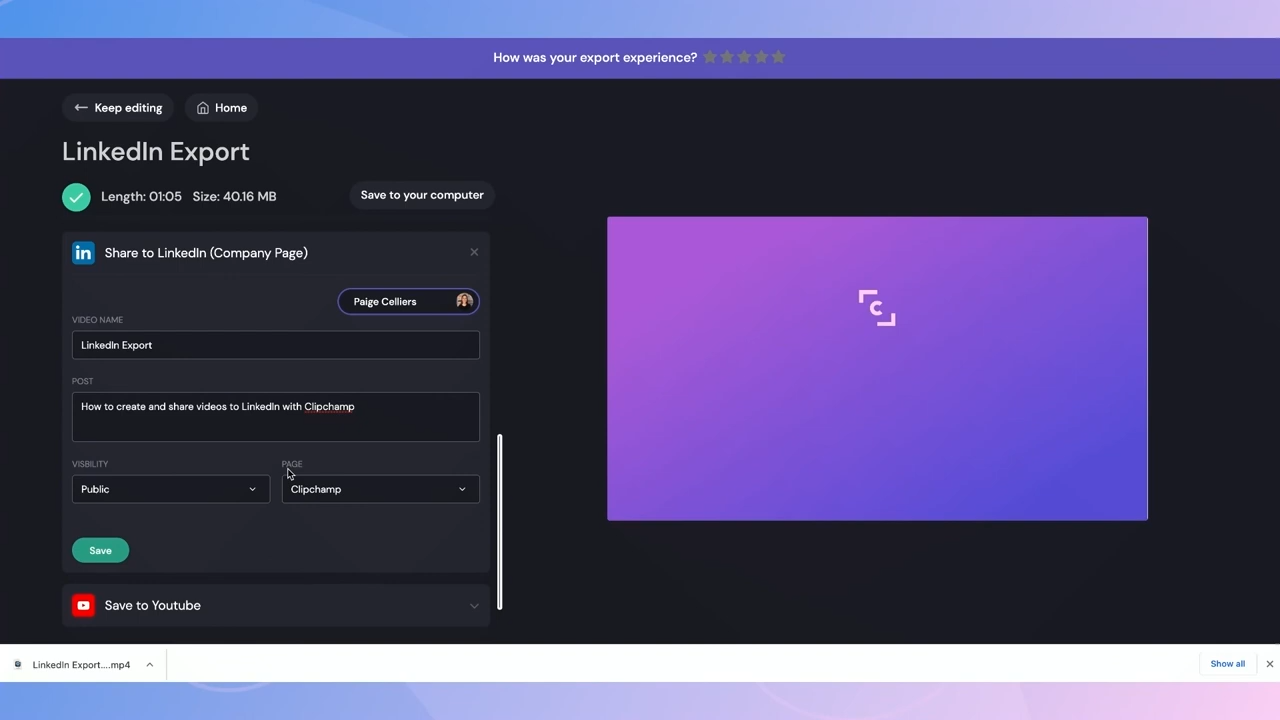 How was your export experience?
Keep editing
Home
LinkedIn Export
Length: 01:05 Size: 40.16 MB
Save to your computer
in
Share to LinkedIn (Company Page)
Paige Celliers
VIDEO NAME
LinkedIn Export
POST
How to create and share videos to LinkedIn with Clipchamp
VISBILITY
PAGE
Public
Clipchamp
Save
Save to Youtube
C
LinkedIn Export....mp4
Show all